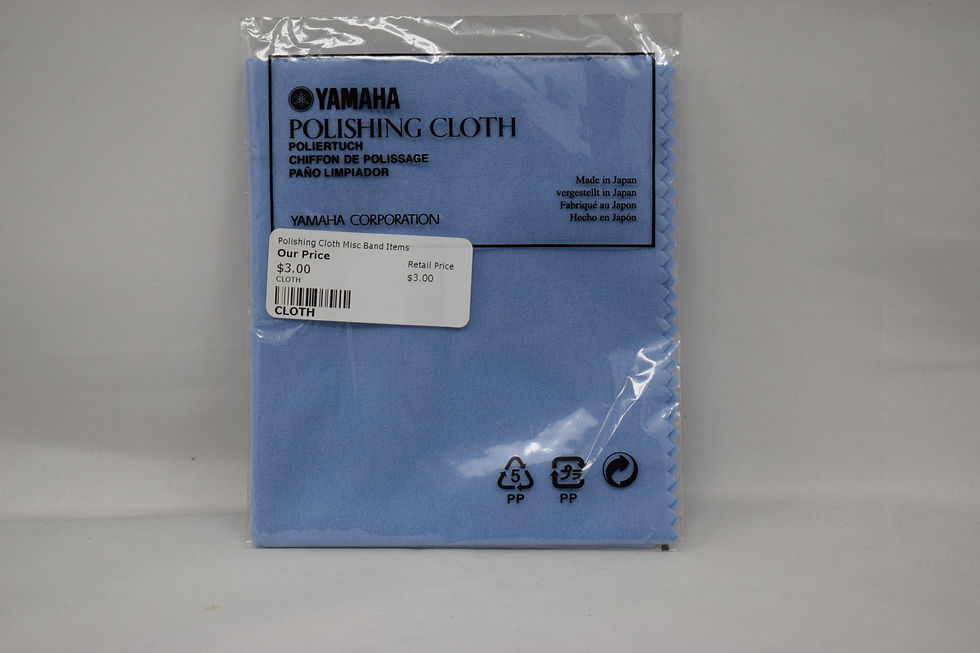 YAMAHA
POLISHING CLOTH
POLIERTUCH
CHIFFON DE POLISSAGE
PAÑO LIMPIADOR
Made in Japan
vergestellt in Japan
Fabriqué au Japon
Hecho en Japón
YAMAHA CORPORATION
Polishing Cloth Misc Band Items
Our Price
$3.00
CLOTH
Retail Price
$3.00
CLOTH
5
PP
プラ
PP